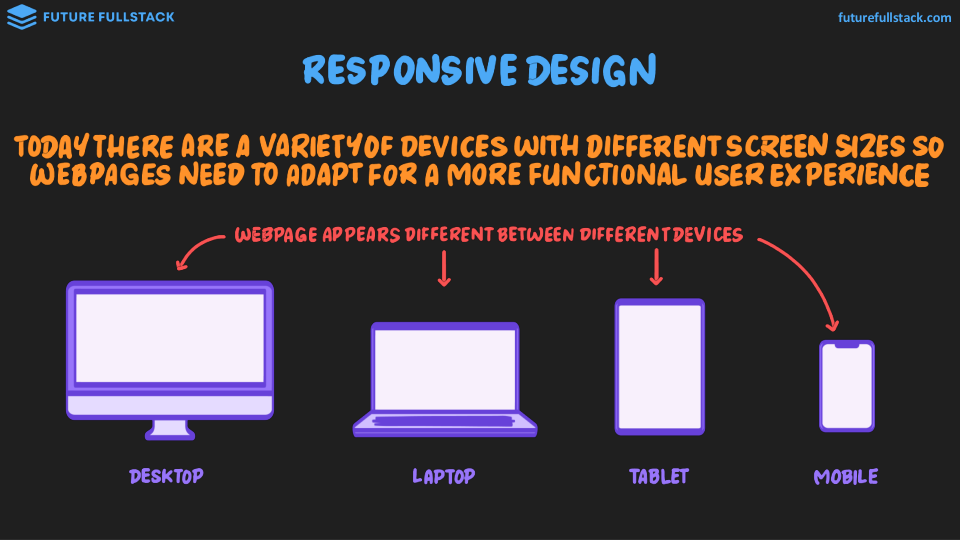 FUTURE FULLSTACK
futurefullstack.com
RESPONSIVE DESIGN
TODAY THERE ARE A VARIETY OF DEVICES WITH DIFFERENT SCREEN SIZES SO
WEBPAGES NEED TO ADAPT FOR A MORE FUNCTIONAL USER EXPERIENCE
WEBPAGE APPEARS DIFFERENT BETWEEN DIFFERENT DEVICES
DESKTOP
LAPTOP
TABLET
MOBILE